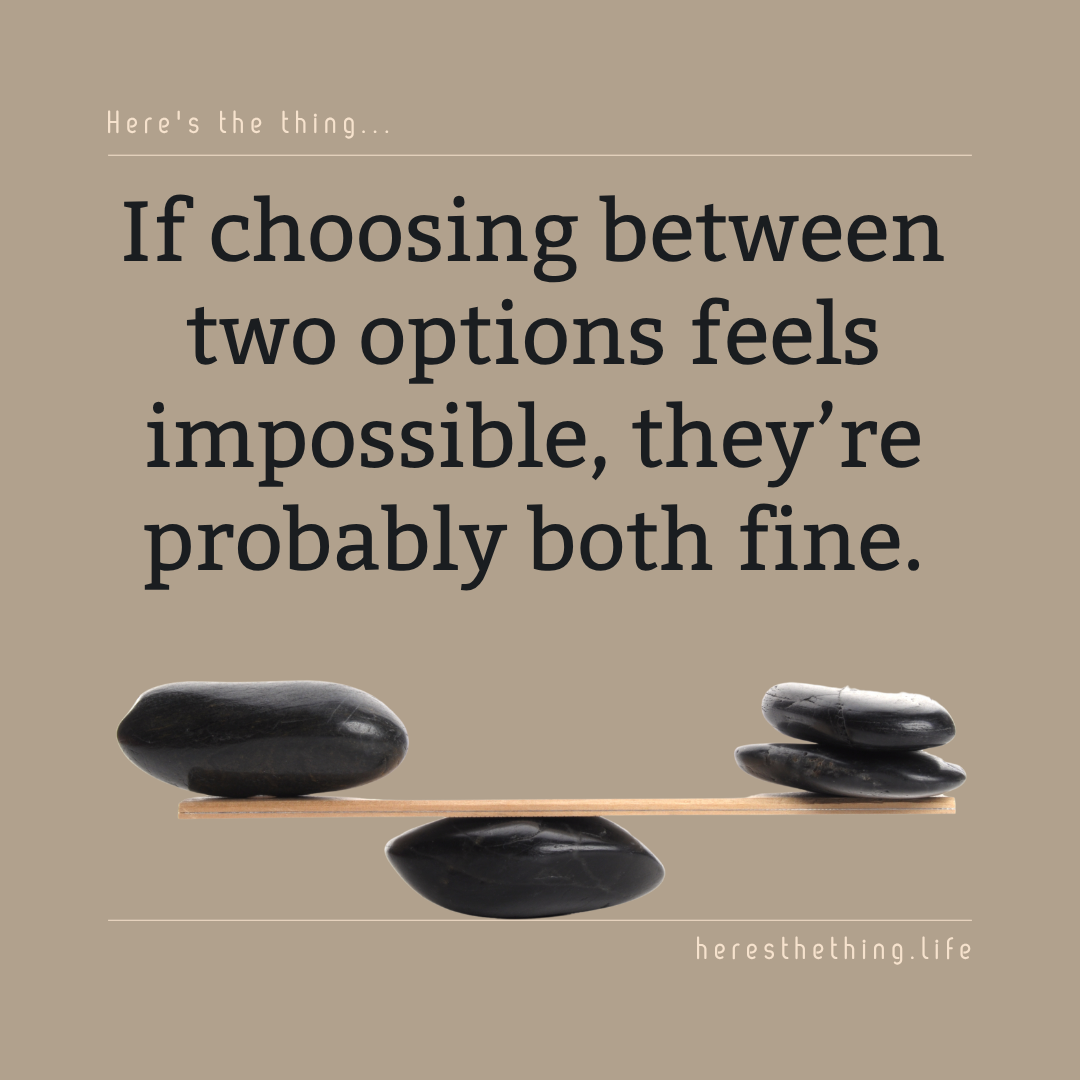 Here's the thing...
If choosing between
two options feels
impossible, they’re
probably both fine.
heresthething.life